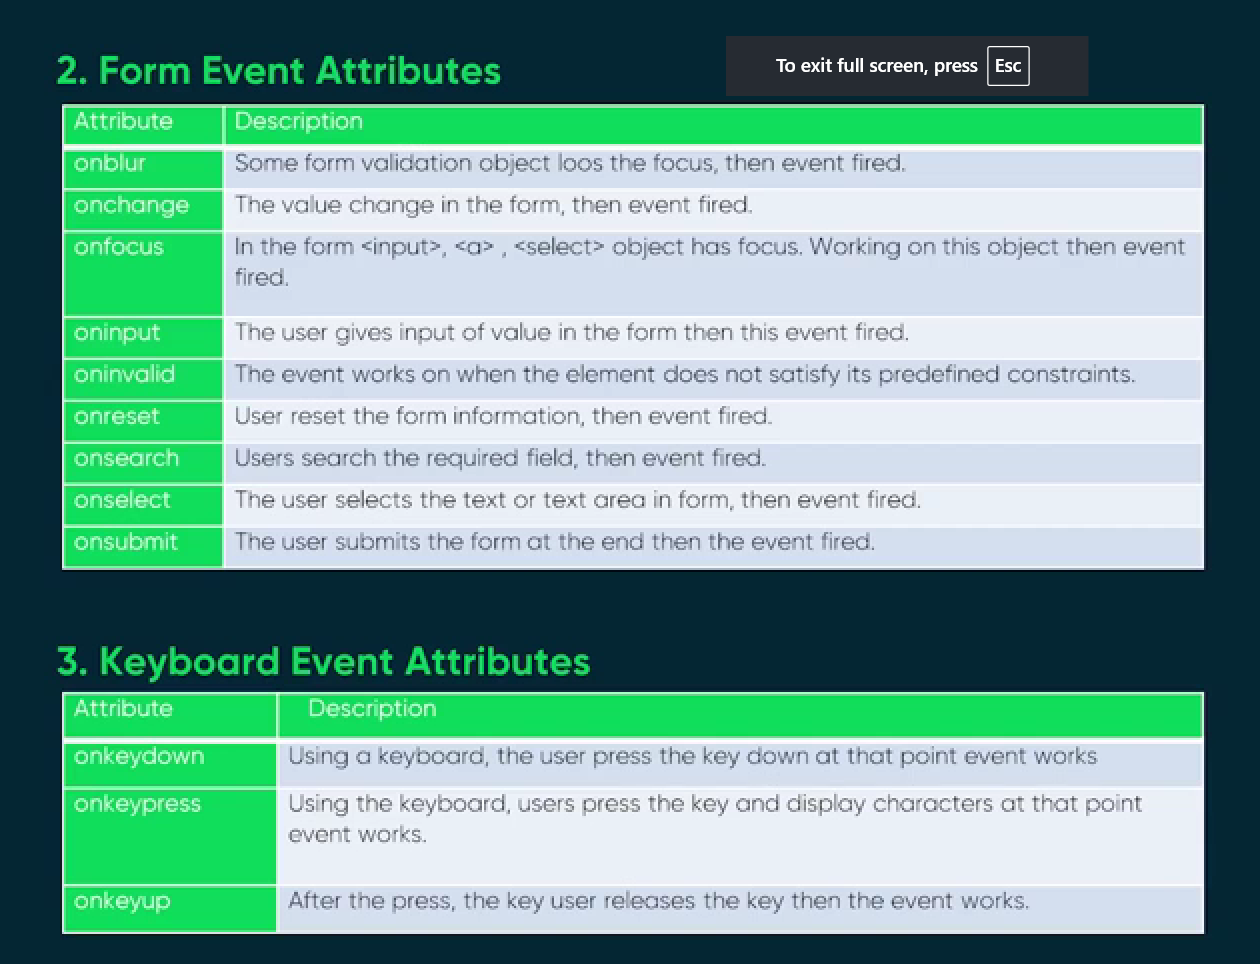 2. Form Event Attributes
To exit full screen, press Esc
Attribute Description
onblur Some form validation object loos the focus, then event fired.
onchange The value change in the form, then event fired.
onfocus In the form <input>, <a> , <select> object has focus. Working on this object then event
fired.
oninput The user gives input of value in the form then this event fired.
oninvalid The event works on when the element does not satisfy its predefined constraints.
onreset User reset the form information, then event fired.
onsearch Users search the required field, then event fired.
onselect The user selects the text or text area in form, then event fired.
onsubmit The user submits the form at the end then the event fired.
3. Keyboard Event Attributes
Attribute Description
onkeydown Using a keyboard, the user press the key down at that point event works
onkeypress Using the keyboard, users press the key and display characters at that point
event works.
onkeyup After the press, the key user releases the key then the event works.